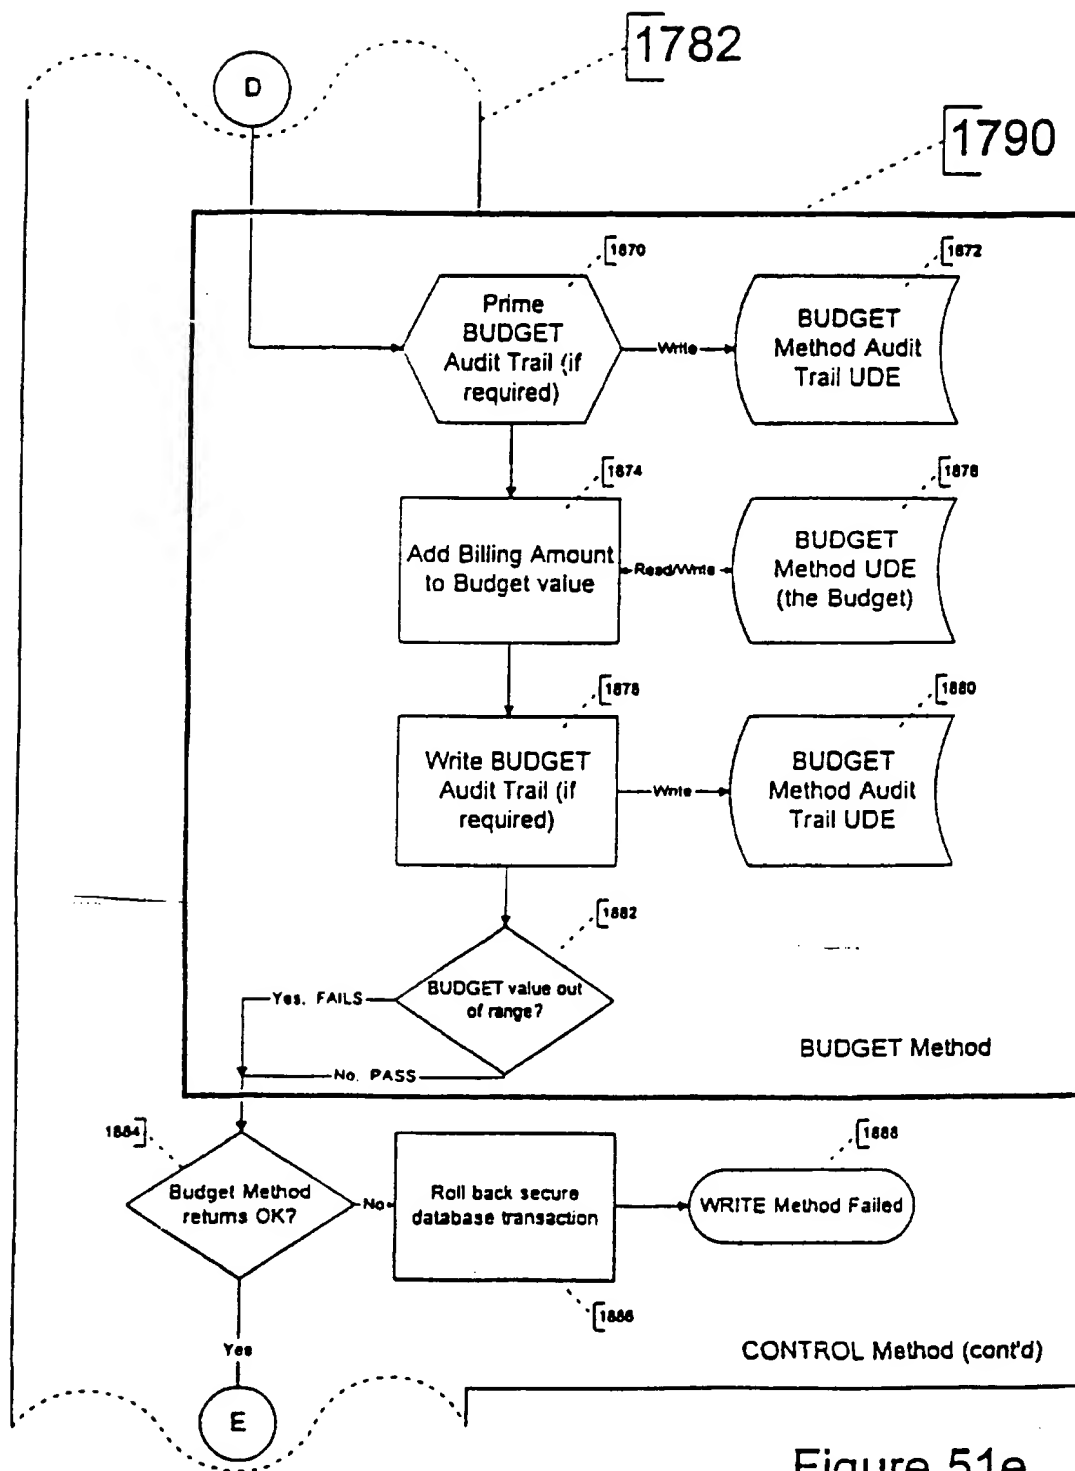 1782
D
1790
1870
1872
Prime
BUDGET
Audit Trail (if
required)
Write
BUDGET
Method Audit
Trail UDE
1874
1876
Add Billing Amount
to Budget value
Read/Write
BUDGET
Method UDE
(the Budget)
1878
1880
Write BUDGET
Audit Trail (if
required)
Write
BUDGET
Method Audit
Trail UDE
1882
BUDGET value out
of range?
Yes, FAILS
No, PASS
BUDGET Method
1884
1888
Budget Method
returns OK?
No
Roll back secure
database transaction
WRITE Method Failed
1886
Yes
CONTROL Method (cont'd)
E
Figure 51e